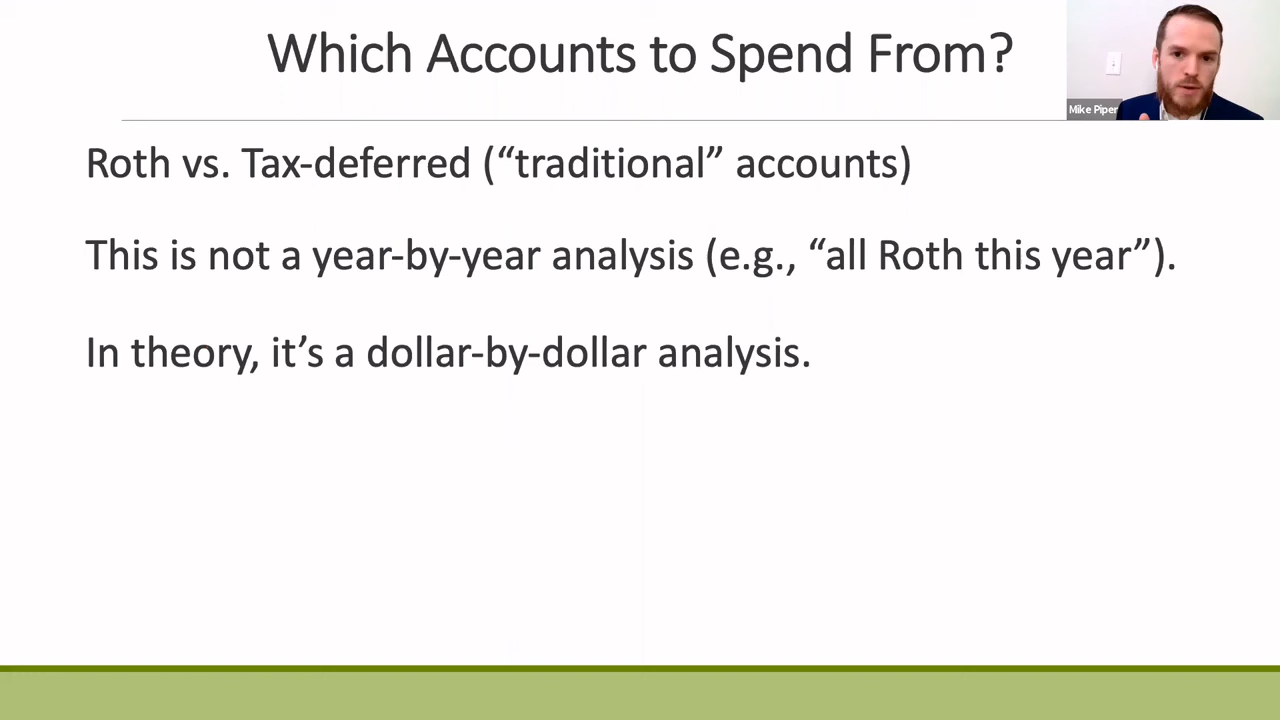 Which Accounts to Spend From?
Mike Piper
Roth vs. Tax-deferred (“traditional” accounts)
This is not a year-by-year analysis (e.g., “all Roth this year”).
In theory, it’s a dollar-by-dollar analysis.